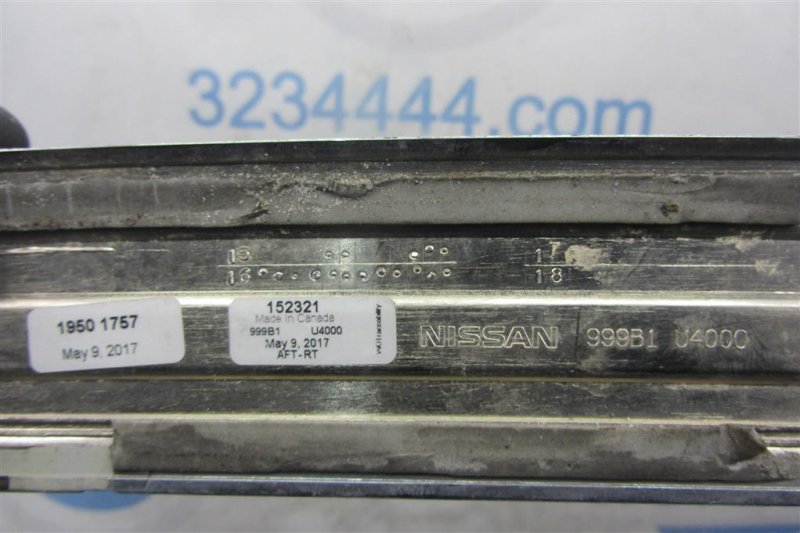 3234444.com
15
17
16
18
1950 1757
May 9, 2017
152321
Made In Canada
999B1 U4000
May 9, 2017
AFT-RT
NISSAN 999B1 U4000